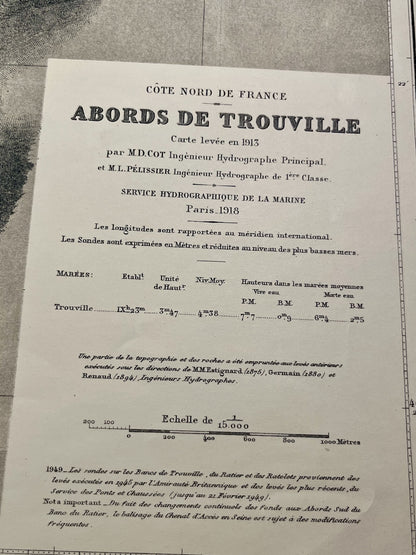 CÔTE NORD DE FRANCE
ABORDS DE TROUVILLE
Carte levée en 1913
par M.D.COT Ingénieur Hydrographe Principal.
et M.L.PÉLISSIER Ingénieur Hydrographe de 1ère Classe.
SERVICE HYDROGRAPHIQUE DE LA MARINE
Paris. 1918
Les longitudes sont rapportées au méridien international.
Les Sondes sont exprimées en Mètres et réduites au niveau des plus basses mers.
MARÉES: Etablt Unité de Hautr. Niv.Moy. Hauteurs dans les marées moyennes
Vive eau Morte eau
P.M. B.M. P.M. B.M.
Trouville IXh23m 3m47 4m38 7m7 0m9 6m4 2m5
Une partie de la topographie et des roches a été empruntée aux levés antérieurs
exécutés sous les directions de MM.Estignard (1875), Germain (1880) et
Renaud (1894), Ingénieurs Hydrographes.
Echelle de 1/15.000
200 100 0 200 400 600 800 1000 Mètres
1949_Les sondes sur les Bancs de Trouville, du Ratier et des Ratelets proviennent des
levés exécutés en 1945 par l'Amirauté Britannique et des levés les plus récents, du
Service des Ponts et Chaussées (jusqu'au 21 Février 1949).
Nota important_ Du fait des changements continuels des fonds aux Abords Sud du
Banc du Ratier, le balisage du Chenal d'Accès en Seine est sujet à des modifications
fréquentes.
22'